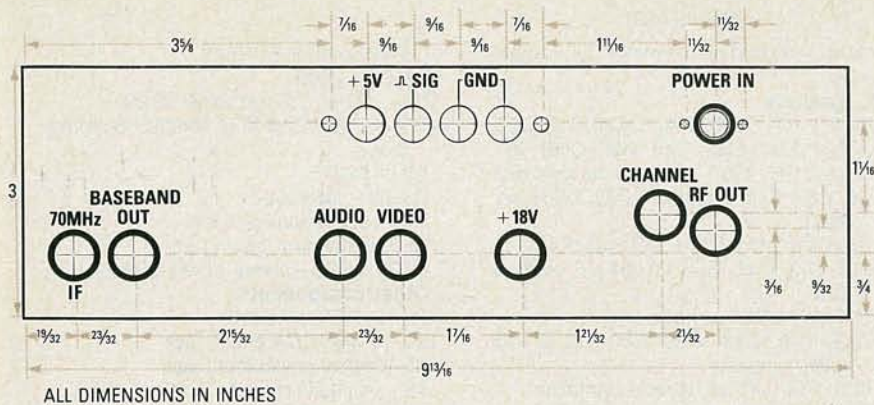 7/16 9/16 7/16 11/32
3 5/8 9/16 9/16 1 11/16 11/32
+5V ⎍ SIG GND POWER IN
3
1 1/16
CHANNEL
BASEBAND
70MHz OUT AUDIO VIDEO +18V RF OUT
IF
3/16 9/32 3/4
19/32 23/32 2 15/32 23/32 1 7/16 1 21/32 21/32
9 13/16
ALL DIMENSIONS IN INCHES